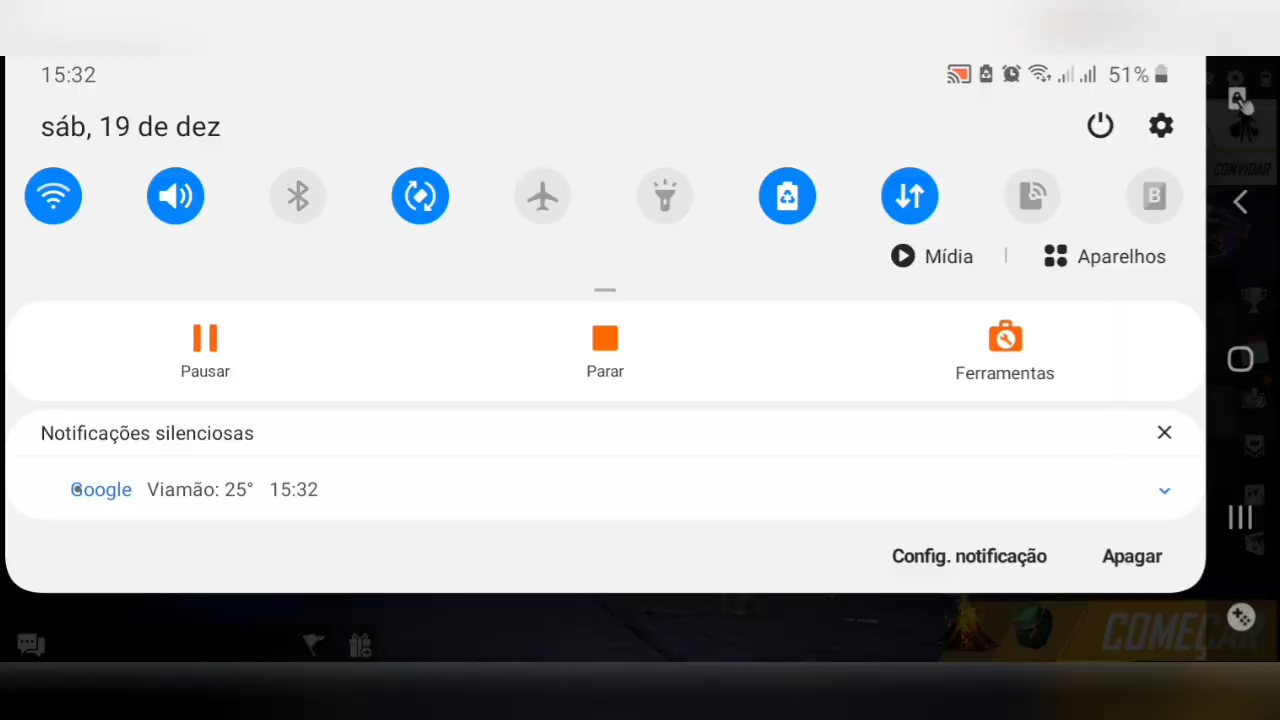 15:32 51%
sáb, 19 de dez
CONVIDAR
B
Mídia | Aparelhos
Pausar Parar Ferramentas
Notificações silenciosas
Google Viamão: 25° 15:32
Config. notificação Apagar
COMEÇAR